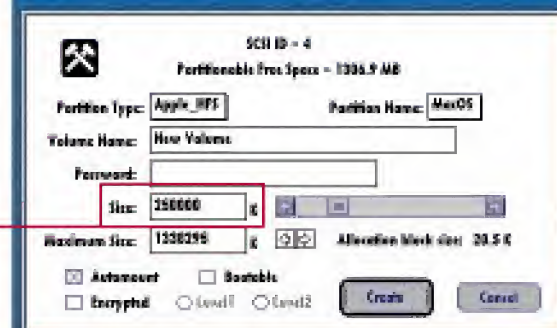 SCSI ID = 4
Partitionable Free Space = 1306.9 MB
Partition Type: Apple_HFS Partition Name: MacOS
Volume Name: New Volume
Password:
Size: 250000 K
Maximum Size: K Allocation block size: 20.5 K
Automount Bootable
Encrypted Level1 Level2 Create Cancel